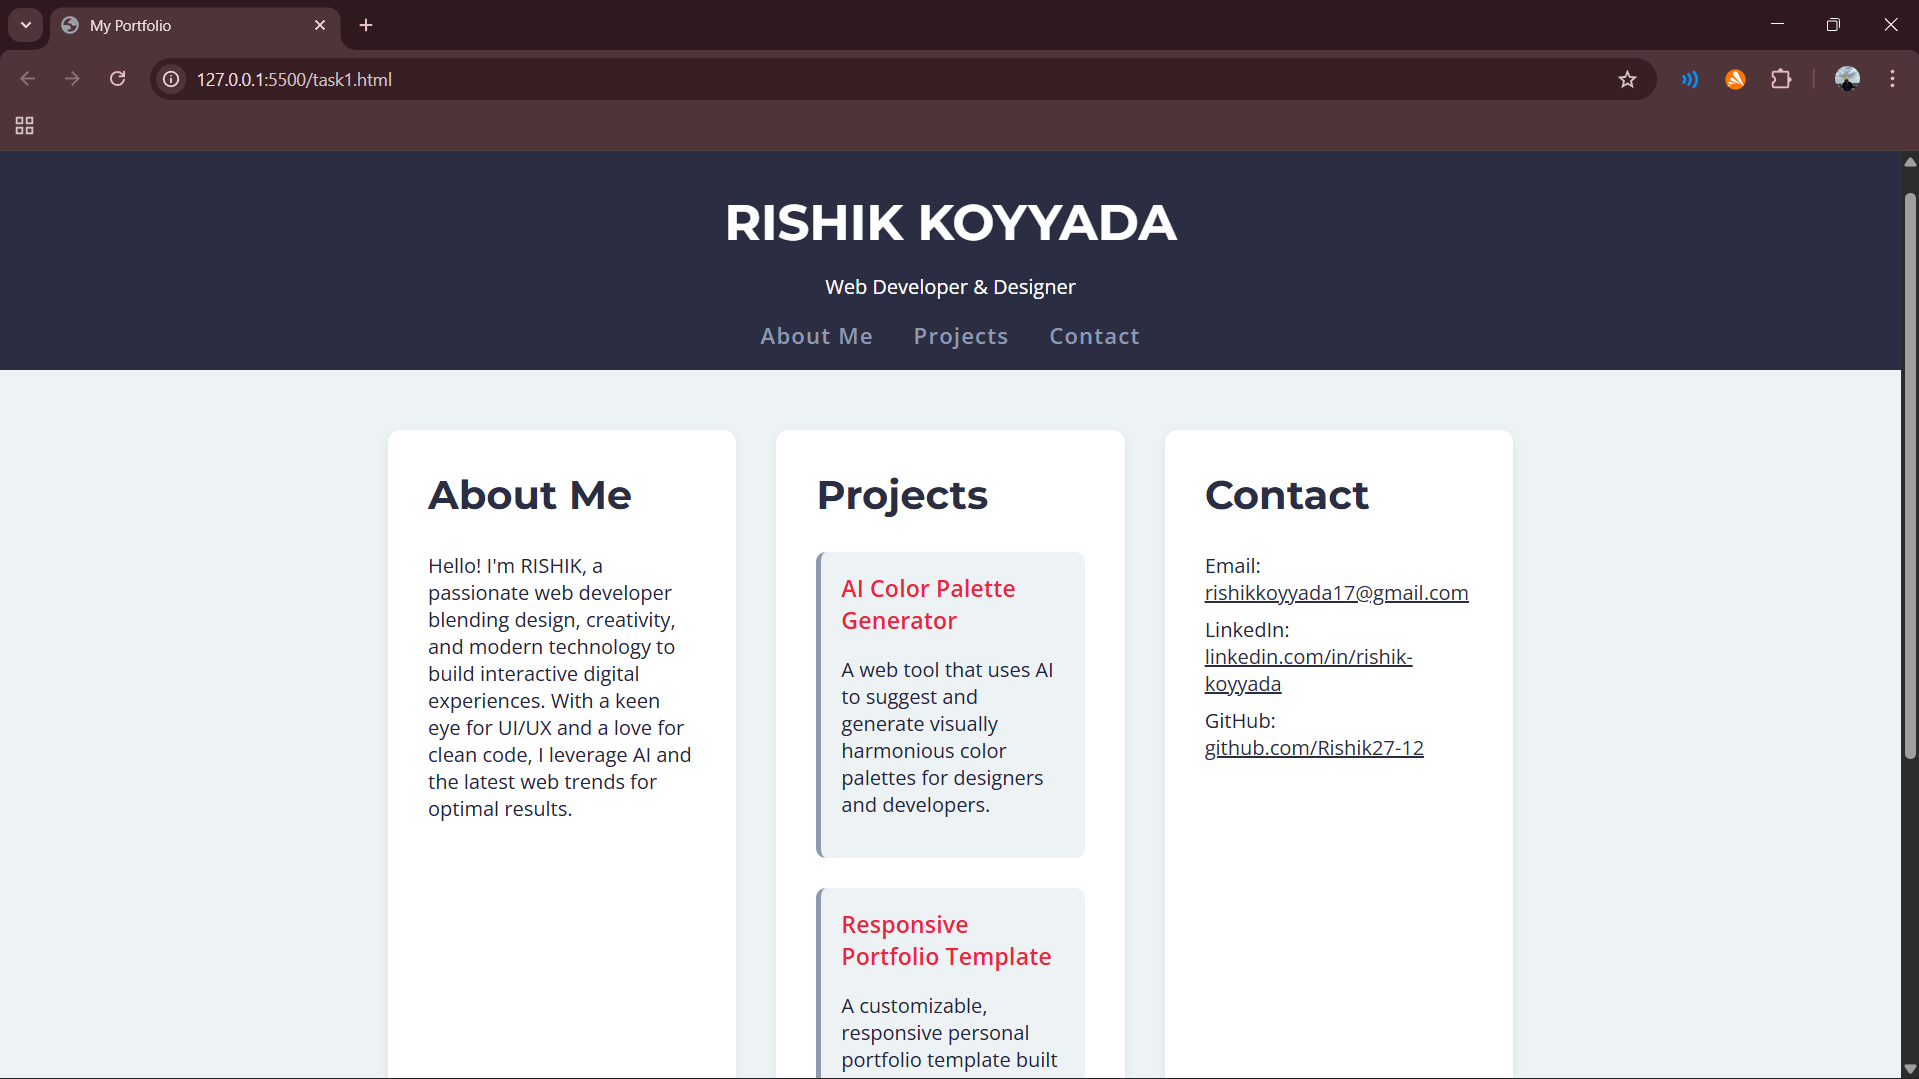 My Portfolio
127.0.0.1:5500/task1.html
RISHIK KOYYADA
Web Developer & Designer
About Me Projects Contact
About Me
Hello! I'm RISHIK, a
passionate web developer
blending design, creativity,
and modern technology to
build interactive digital
experiences. With a keen
eye for UI/UX and a love for
clean code, I leverage AI and
the latest web trends for
optimal results.
Projects
AI Color Palette
Generator
A web tool that uses AI
to suggest and
generate visually
harmonious color
palettes for designers
and developers.
Responsive
Portfolio Template
A customizable,
responsive personal
portfolio template built
Contact
Email:
rishikkoyyada17@gmail.com
LinkedIn:
linkedin.com/in/rishik-
koyyada
GitHub:
github.com/Rishik27-12